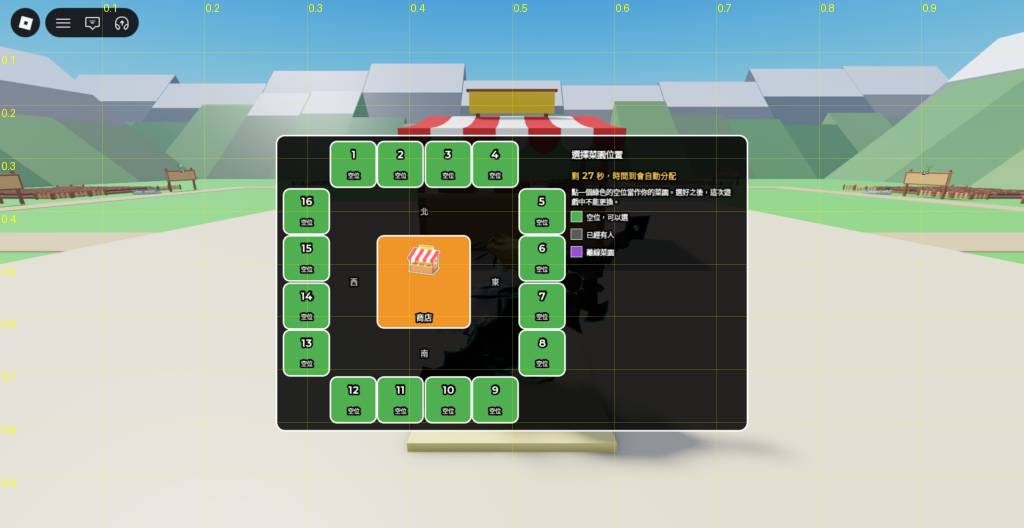 0.1 0.2 0.3 0.4 0.5 0.6 0.7 0.8 0.9
0.1
0.2
0.3
0.4
0.5
0.6
0.7
0.8
0.9
1 2 3 4
空位 空位 空位 空位
選擇菜園位置
剩 27 秒，時間到會自動分配
點一個綠色的空位當作你的菜園。選好之後，這次遊
戲中不能更換。
空位，可以選
已經有人
離線菜園
16
空位
15
空位
14
空位
13
空位
北
西
東
南
商店
5
空位
6
空位
7
空位
8
空位
12 11 10 9
空位 空位 空位 空位